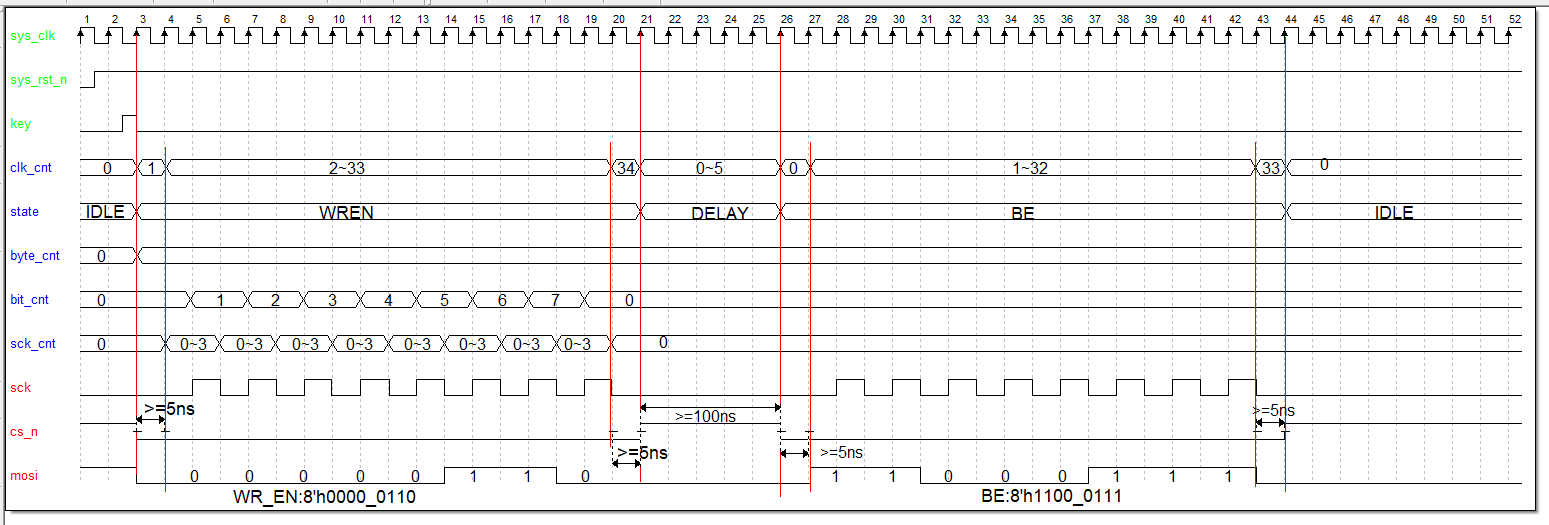 1 2 3 4 5 6 7 8 9 10 11 12 13 14 15 16 17 18 19 20 21 22 23 24 25 26 27 28 29 30 31 32 33 34 35 36 37 38 39 40 41 42 43 44 45 46 47 48 49 50 51 52
sys_clk
sys_rst_n
key
clk_cnt 0 1 2~33 34 0~5 0 1~32 33 0
state IDLE WREN DELAY BE IDLE
byte_cnt 0
bit_cnt 0 1 2 3 4 5 6 7 0
sck_cnt 0 0~3 0~3 0~3 0~3 0~3 0~3 0~3 0~3 0
sck
>=5ns >=100ns >=5ns
cs_n
>=5ns >=5ns
mosi 0 0 0 0 0 1 1 0 1 1 0 0 0 1 1 1
WR_EN:8'h0000_0110 BE:8'h1100_0111